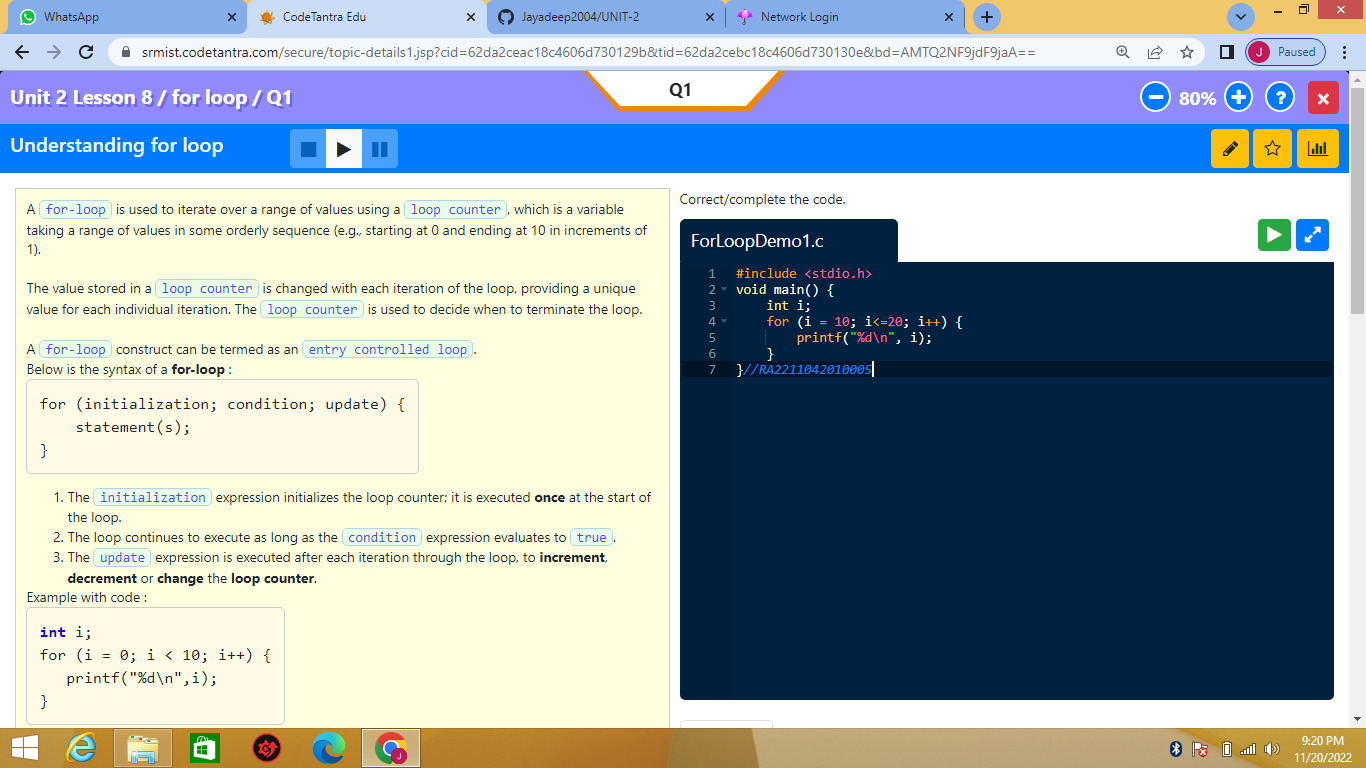 WhatsApp
CodeTantra Edu
Jayadeep2004/UNIT-2
Network Login
srmist.codetantra.com/secure/topic-details1.jsp?cid=62da2ceac18c4606d730129b&tid=62da2cebc18c4606d730130e&bd=AMTQ2NF9jdF9jaA==
J Paused
Unit 2 Lesson 8 / for loop / Q1
Q1
80%
?
Understanding for loop
A for-loop is used to iterate over a range of values using a loop counter, which is a variable
taking a range of values in some orderly sequence (e.g., starting at 0 and ending at 10 in increments of
1).
The value stored in a loop counter is changed with each iteration of the loop, providing a unique
value for each individual iteration. The loop counter is used to decide when to terminate the loop.
A for-loop construct can be termed as an entry controlled loop.
Below is the syntax of a for-loop :
for (initialization; condition; update) {
statement(s);
}
1. The initialization expression initializes the loop counter; it is executed once at the start of
the loop.
2. The loop continues to execute as long as the condition expression evaluates to true.
3. The update expression is executed after each iteration through the loop, to increment,
decrement or change the loop counter.
Example with code :
int i;
for (i = 0; i < 10; i++) {
printf("%d\n",i);
}
Correct/complete the code.
ForLoopDemo1.c
1 #include <stdio.h>
2 void main() {
3 int i;
4 for (i = 10; i<=20; i++) {
5 printf("%d\n", i);
6 }
7 }//RA2211042010005
J
9:20 PM
11/20/2022